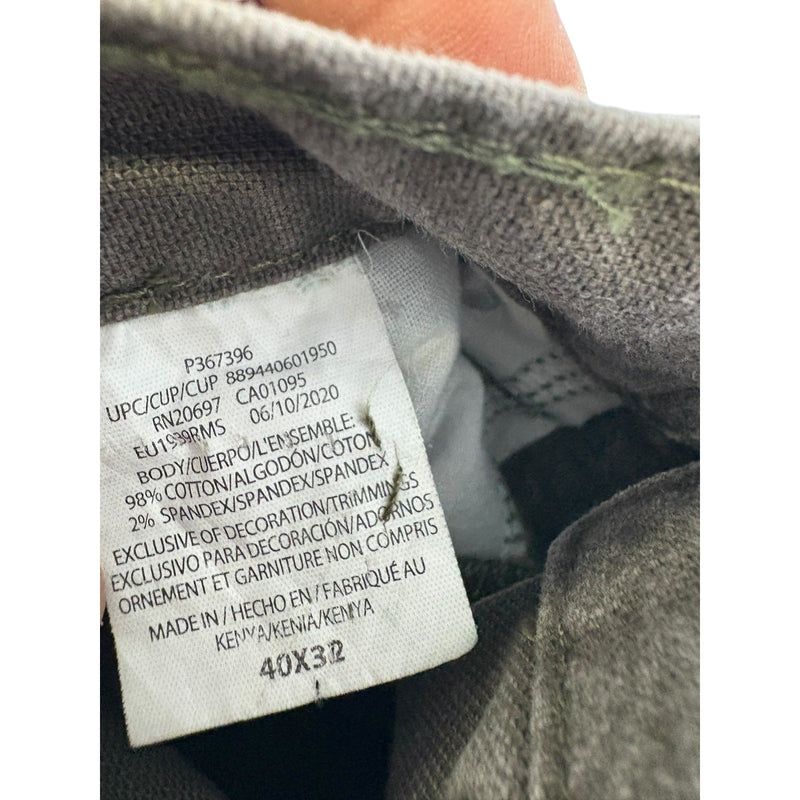 P367396
UPC/CUP/CUP 889440601950
RN20697 CA01095
EU1939RMS 06/10/2020
BODY/CUERPO/L'ENSEMBLE:
98% COTTON/ALGODÓN/COTON
2% SPANDEX/SPANDEX/SPANDEX
EXCLUSIVE OF DECORATION/TRIMMINGS
EXCLUSIVO PARA DECORACIÓN/ADORNOS
ORNEMENT ET GARNITURE NON COMPRIS
MADE IN / HECHO EN / FABRIQUÉ AU
KENYA/KENIA/KENYA
40X32